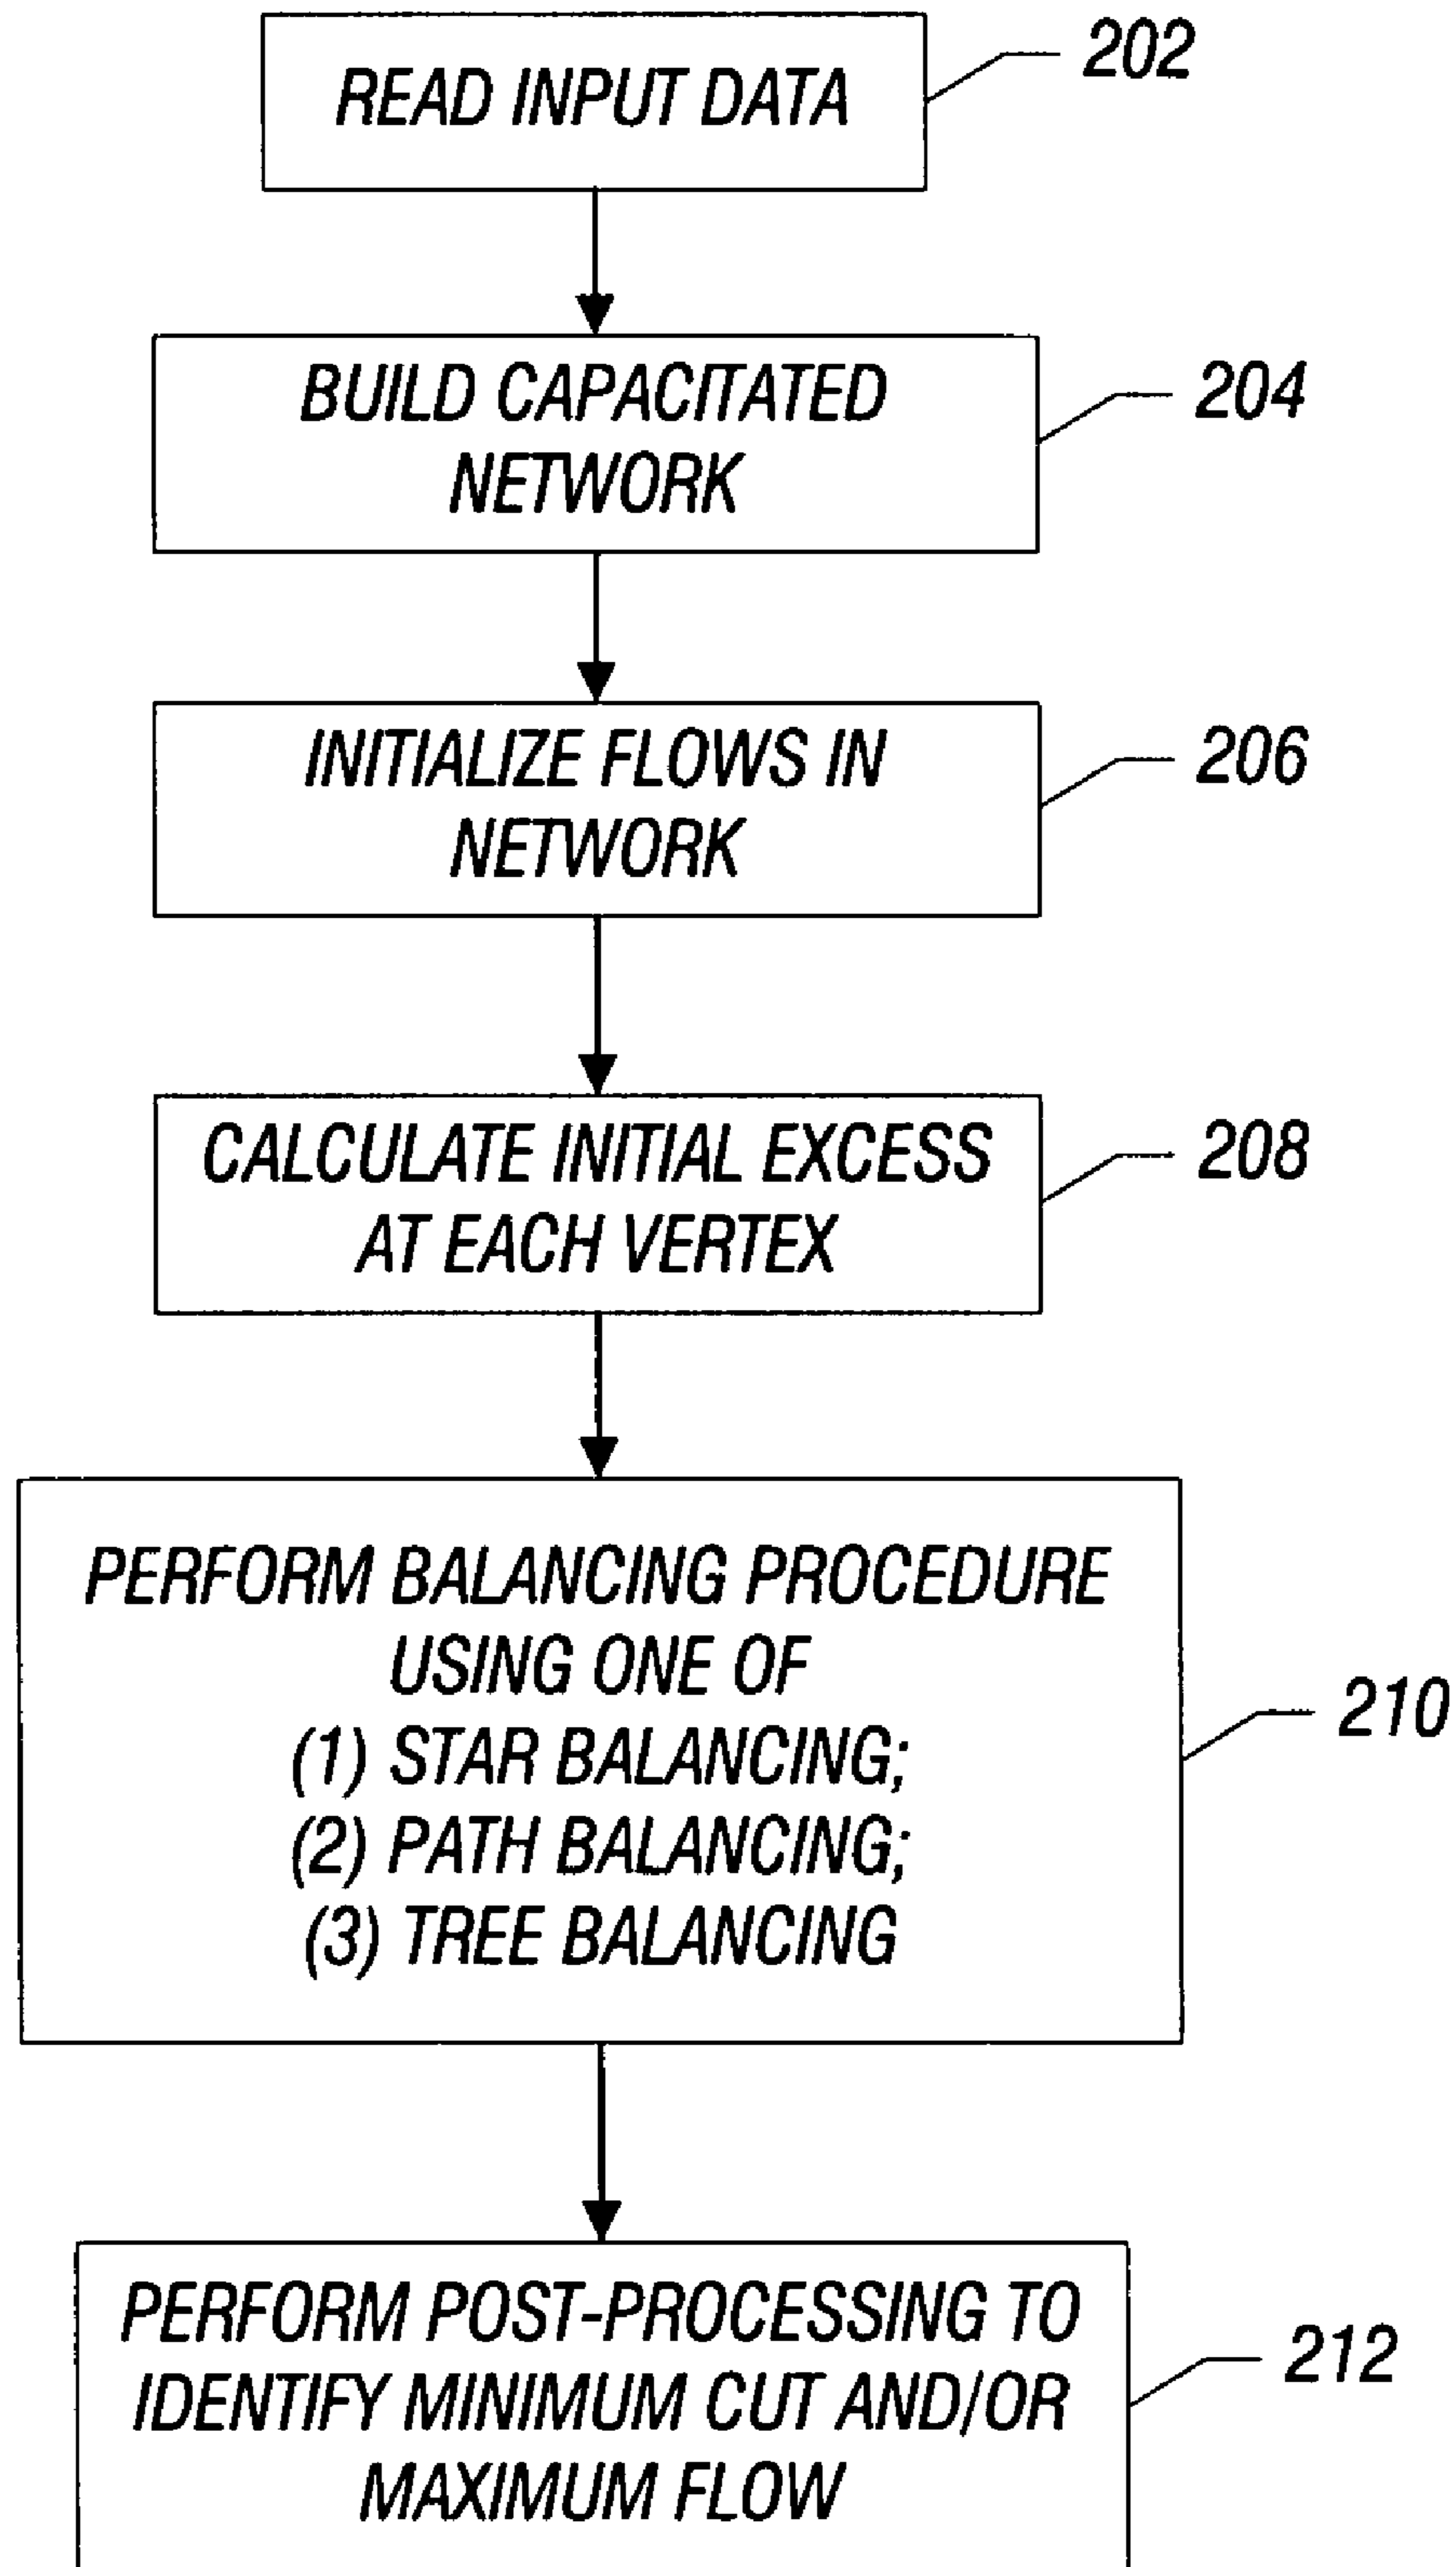 READ INPUT DATA
202
BUILD CAPACITATED
NETWORK
204
INITIALIZE FLOWS IN
NETWORK
206
CALCULATE INITIAL EXCESS
AT EACH VERTEX
208
PERFORM BALANCING PROCEDURE
USING ONE OF
(1) STAR BALANCING;
(2) PATH BALANCING;
(3) TREE BALANCING
210
PERFORM POST-PROCESSING TO
IDENTIFY MINIMUM CUT AND/OR
MAXIMUM FLOW
212